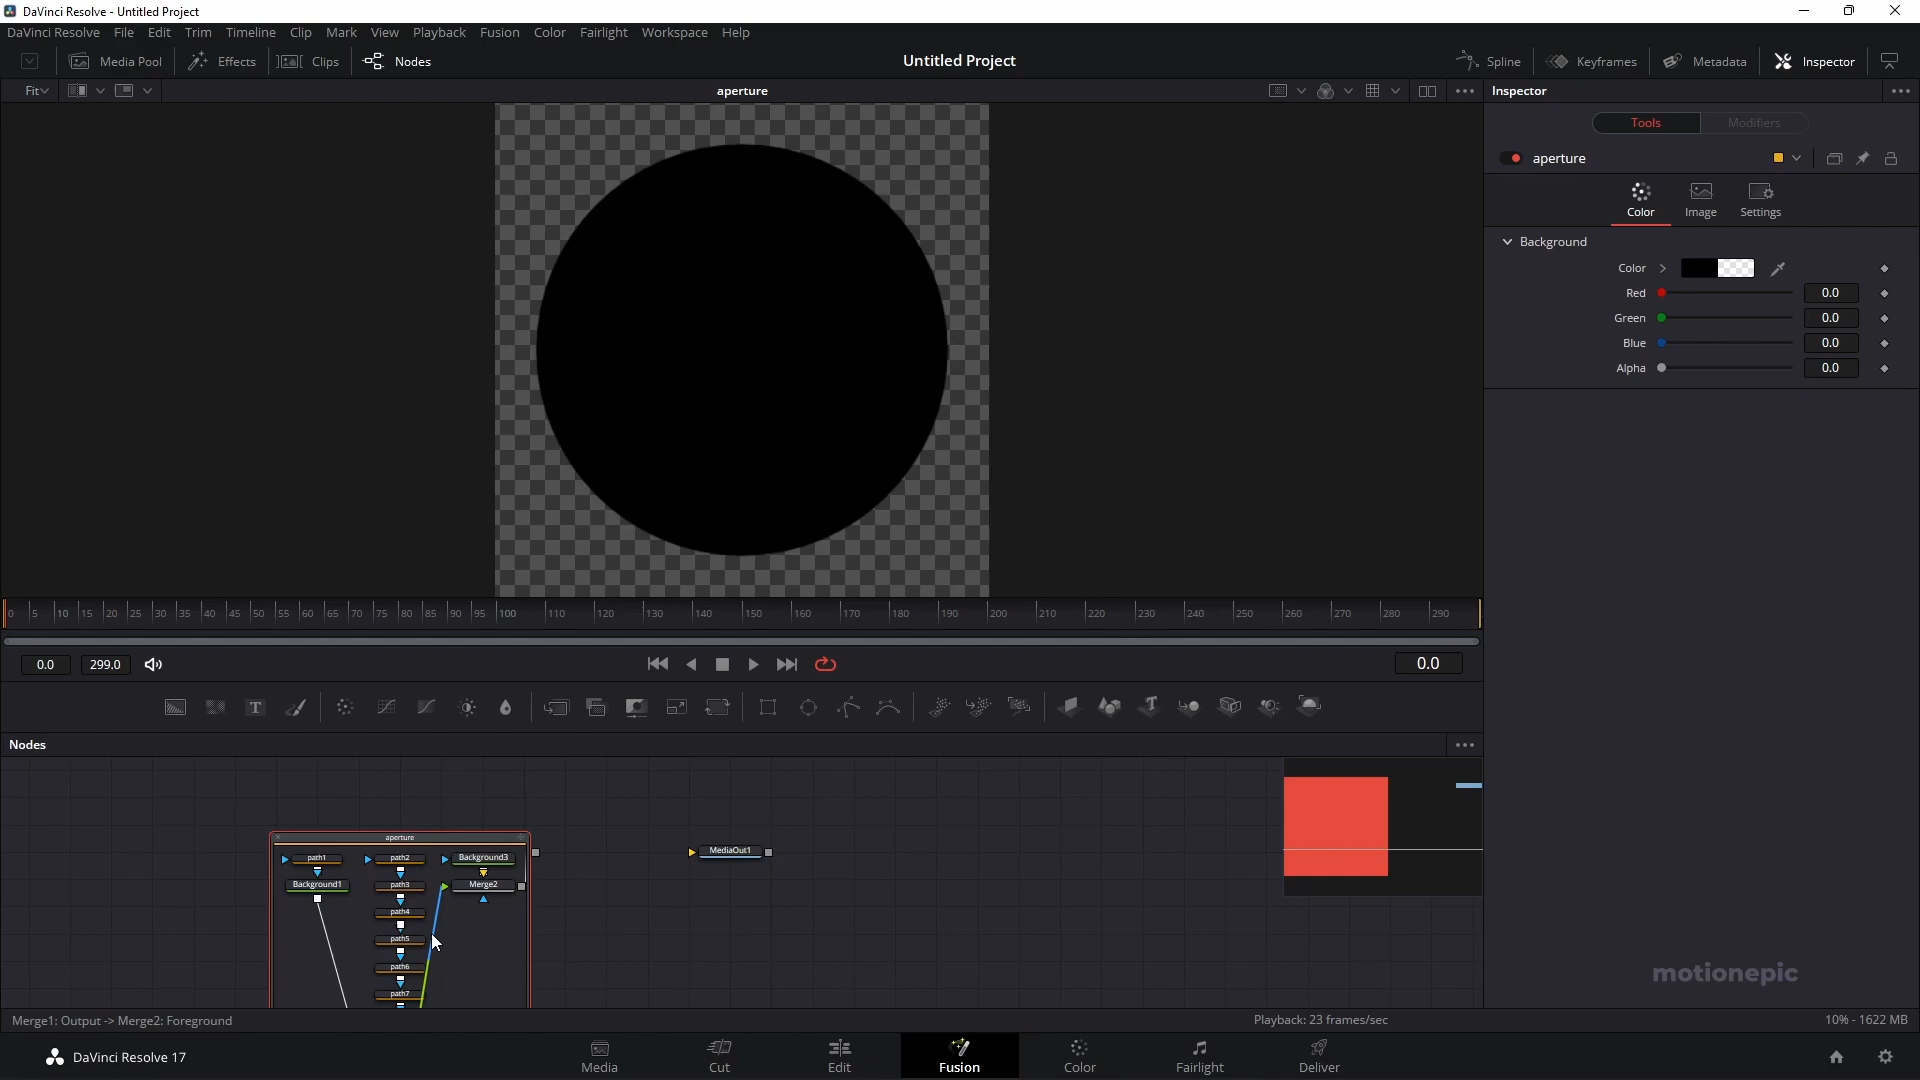 DaVinci Resolve - Untitled Project
DaVinci Resolve File Edit Trim Timeline Clip Mark View Playback Fusion Color Fairlight Workspace Help
Media Pool Effects Clips Nodes Untitled Project Spline Keyframes Metadata Inspector
Fit aperture Inspector
Tools Modifiers
aperture
Color Image Settings
Background
Color
Red 0.0
Green 0.0
Blue 0.0
Alpha 0.0
0 5 10 15 20 25 30 35 40 45 50 55 60 65 70 75 80 85 90 95 100 110 120 130 140 150 160 170 180 190 200 210 220 230 240 250 260 270 280 290
0.0 299.0 0.0
T T
Nodes
aperture
path1 path2 Background3
Background1 path3 Merge2
path4
path5
path6
path7
MediaOut1
motionepic
Merge1: Output -> Merge2: Foreground Playback: 23 frames/sec 10% - 1622 MB
DaVinci Resolve 17 Media Cut Edit Fusion Color Fairlight Deliver